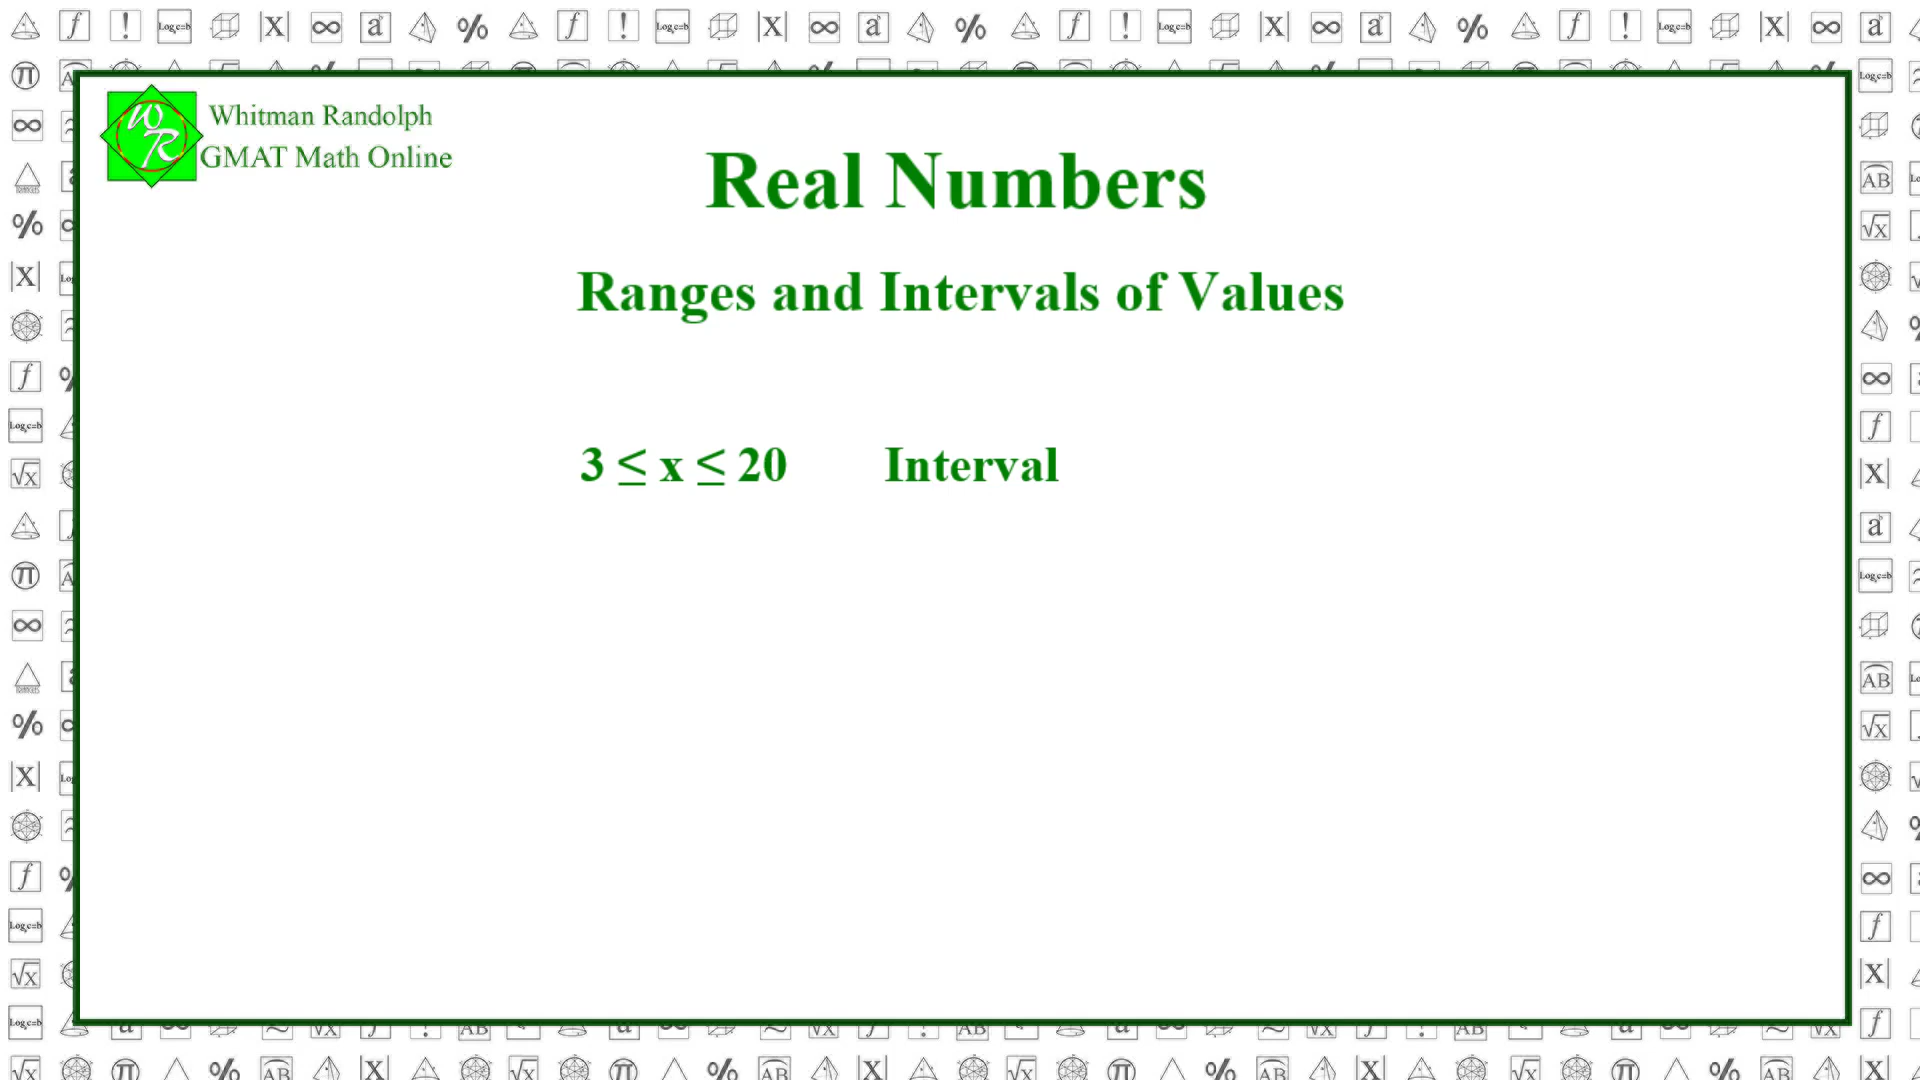 Whitman Randolph
GMAT Math Online
Real Numbers
Ranges and Intervals of Values
3 ≤ x ≤ 20 Interval